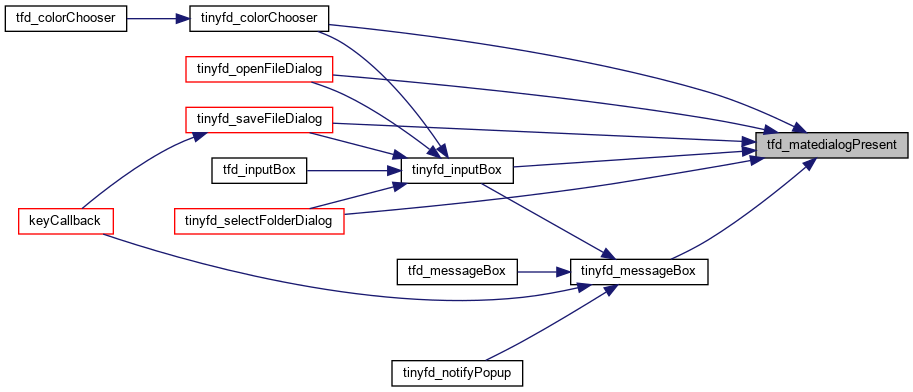 tfd_colorChooser
tinyfd_colorChooser
tinyfd_openFileDialog
tinyfd_saveFileDialog
tfd_matedialogPresent
tfd_inputBox
tinyfd_inputBox
keyCallback
tinyfd_selectFolderDialog
tfd_messageBox
tinyfd_messageBox
tinyfd_notifyPopup